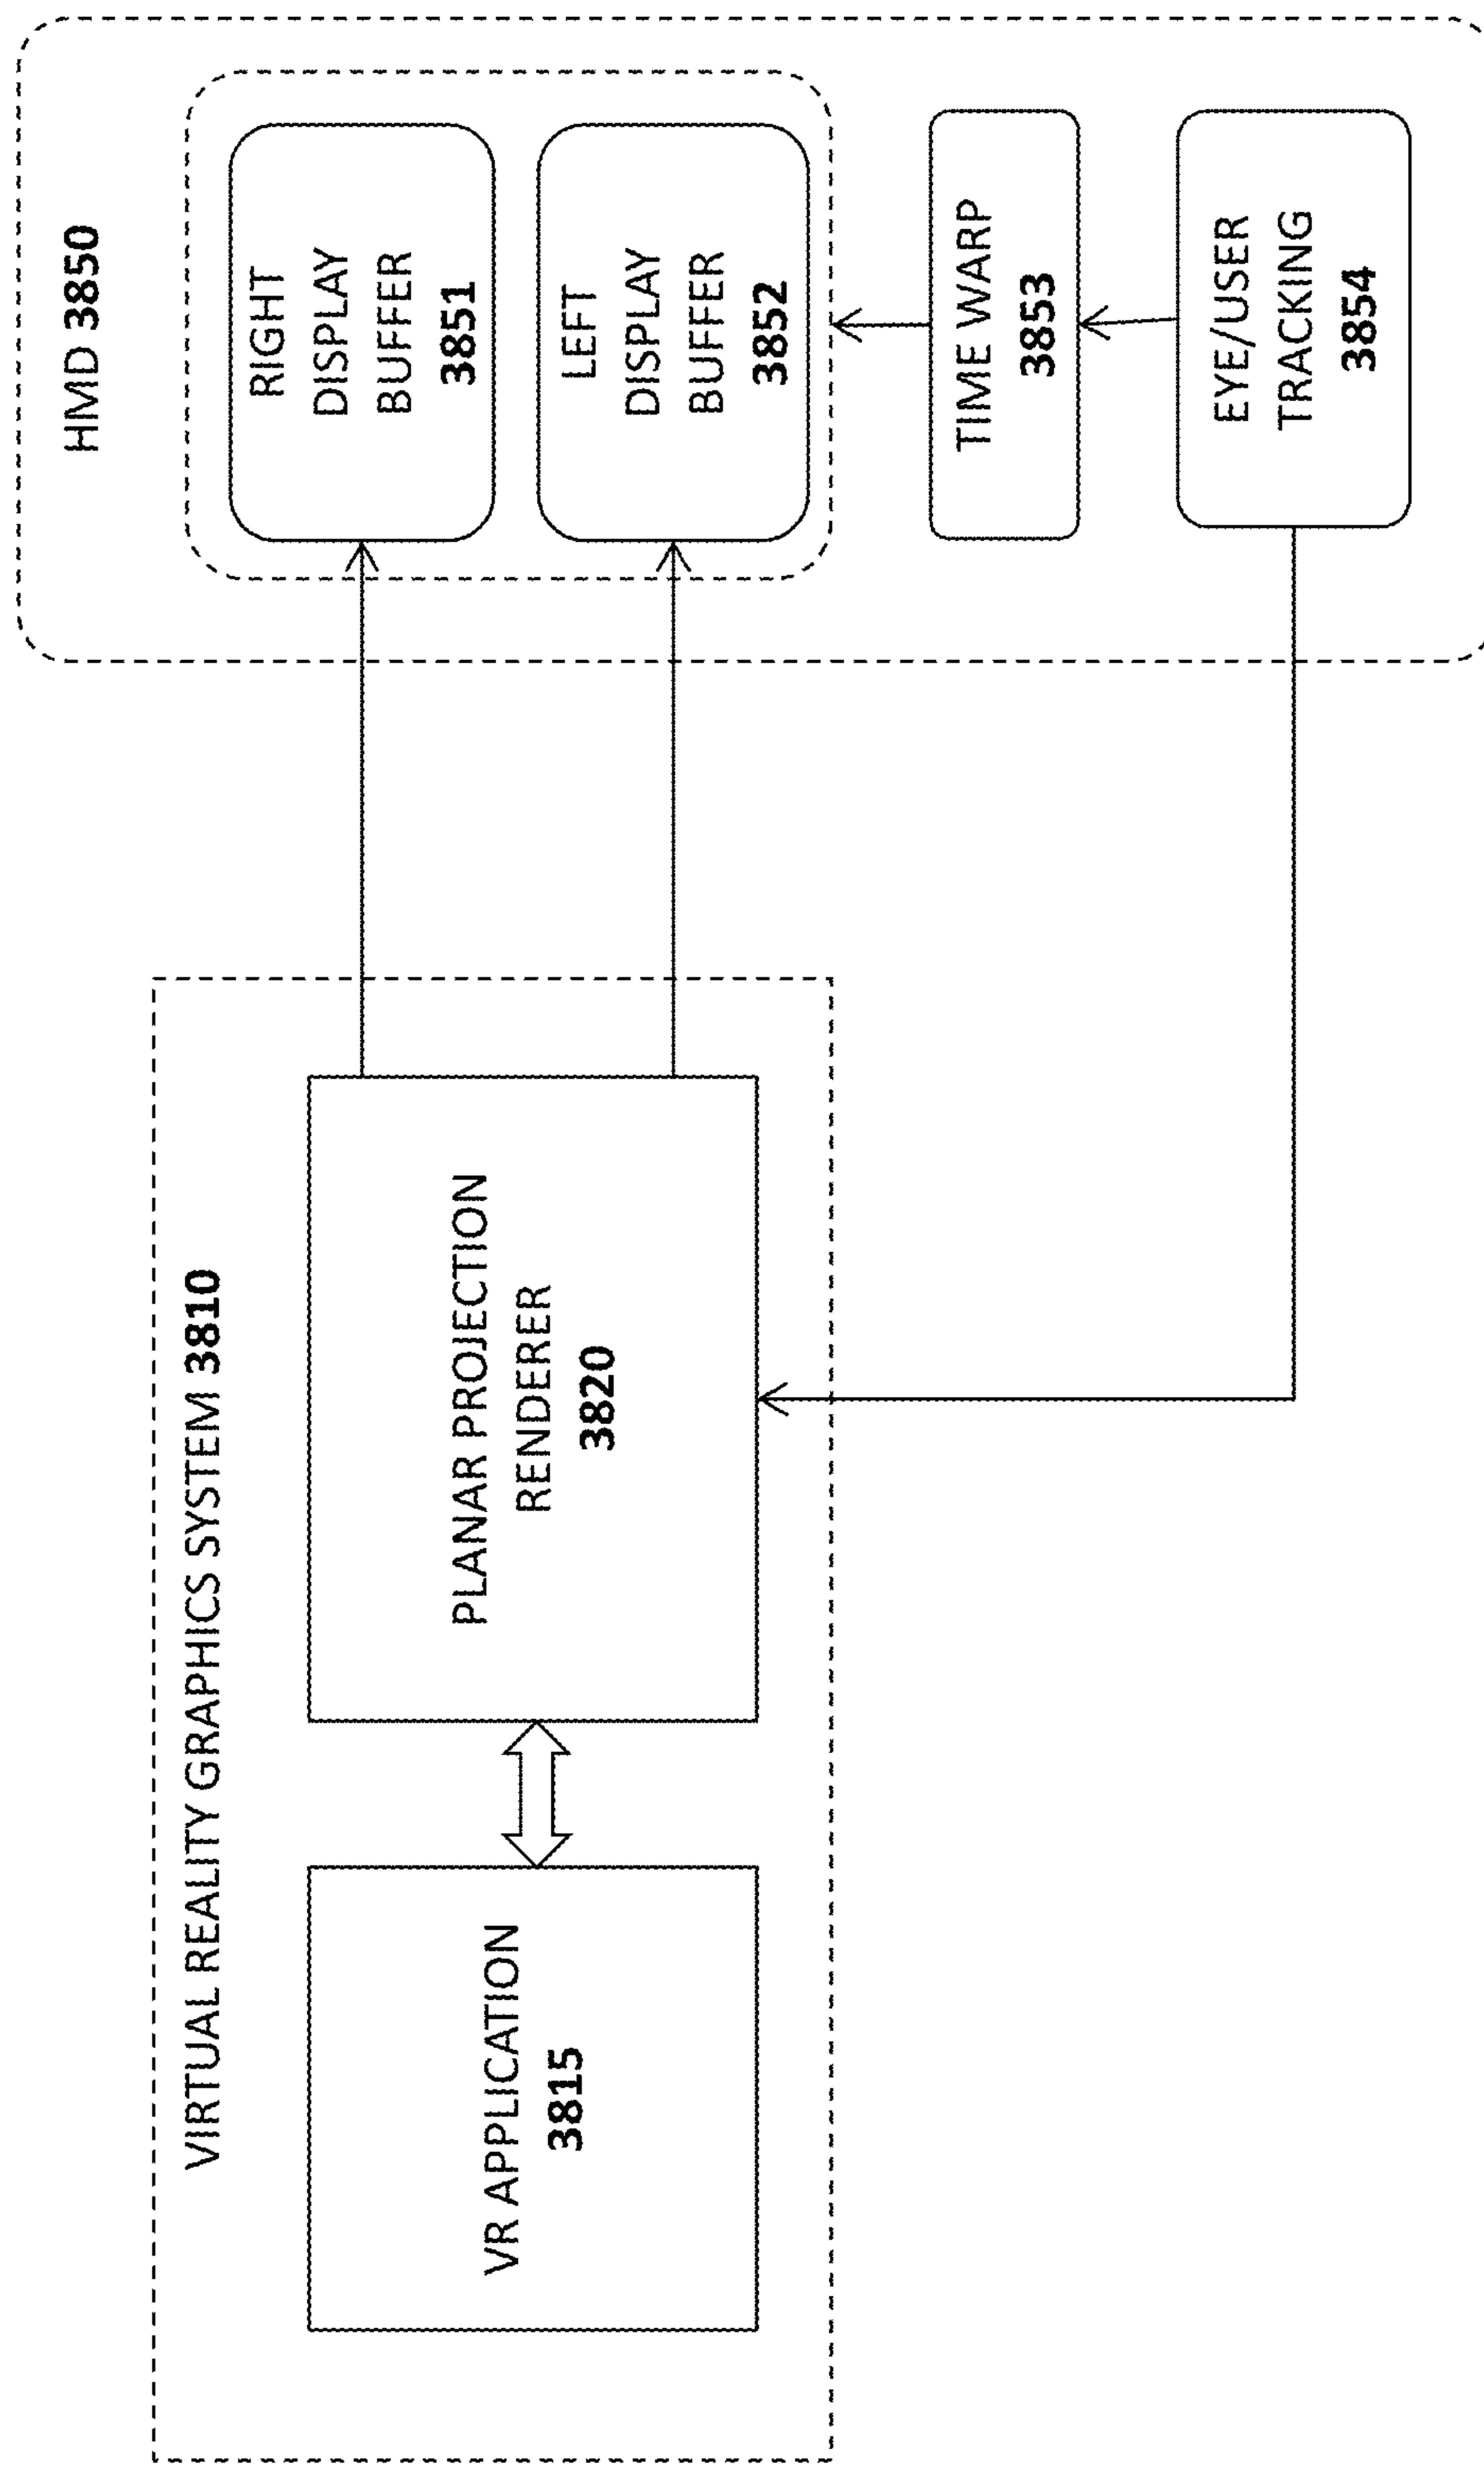 VIRTUAL REALITY GRAPHICS SYSTEM 3810
VR APPLICATION
3815
PLANAR PROJECTION
RENDERER
3820
HMD 3850
RIGHT
DISPLAY
BUFFER
3851
LEFT
DISPLAY
BUFFER
3852
TIME WARP
3853
EYE/USER
TRACKING
3854